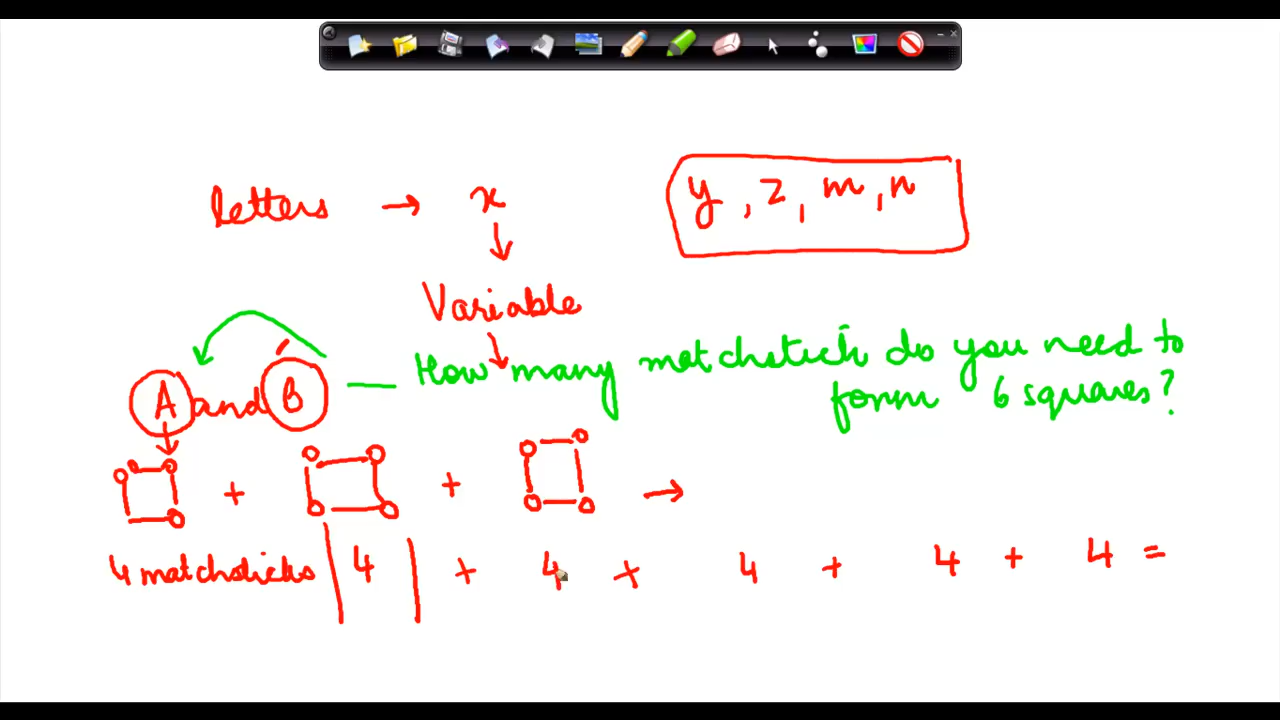 letters → x
y, z, m, n
↓
Variable
↓
A and B — How many matchstick do you need to
form 6 squares?
+ + →
4 matchsticks | 4 | + 4 + 4 + 4 + 4 =